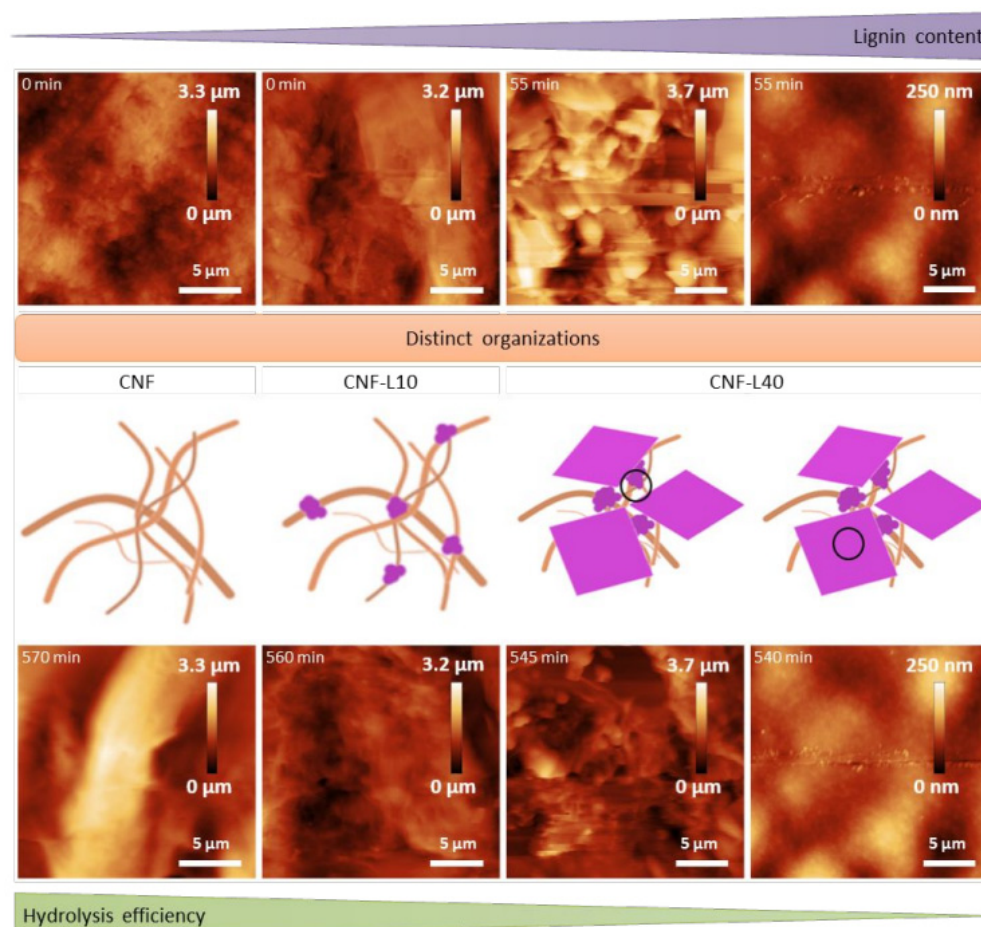 Lignin content
0 min
3.3 µm
0 µm
5 µm
0 min
3.2 µm
0 µm
5 µm
55 min
3.7 µm
0 µm
5 µm
55 min
250 nm
0 nm
5 µm
Distinct organizations
CNF
CNF-L10
CNF-L40
570 min
3.3 µm
0 µm
5 µm
560 min
3.2 µm
0 µm
5 µm
545 min
3.7 µm
0 µm
5 µm
540 min
250 nm
0 nm
5 µm
Hydrolysis efficiency